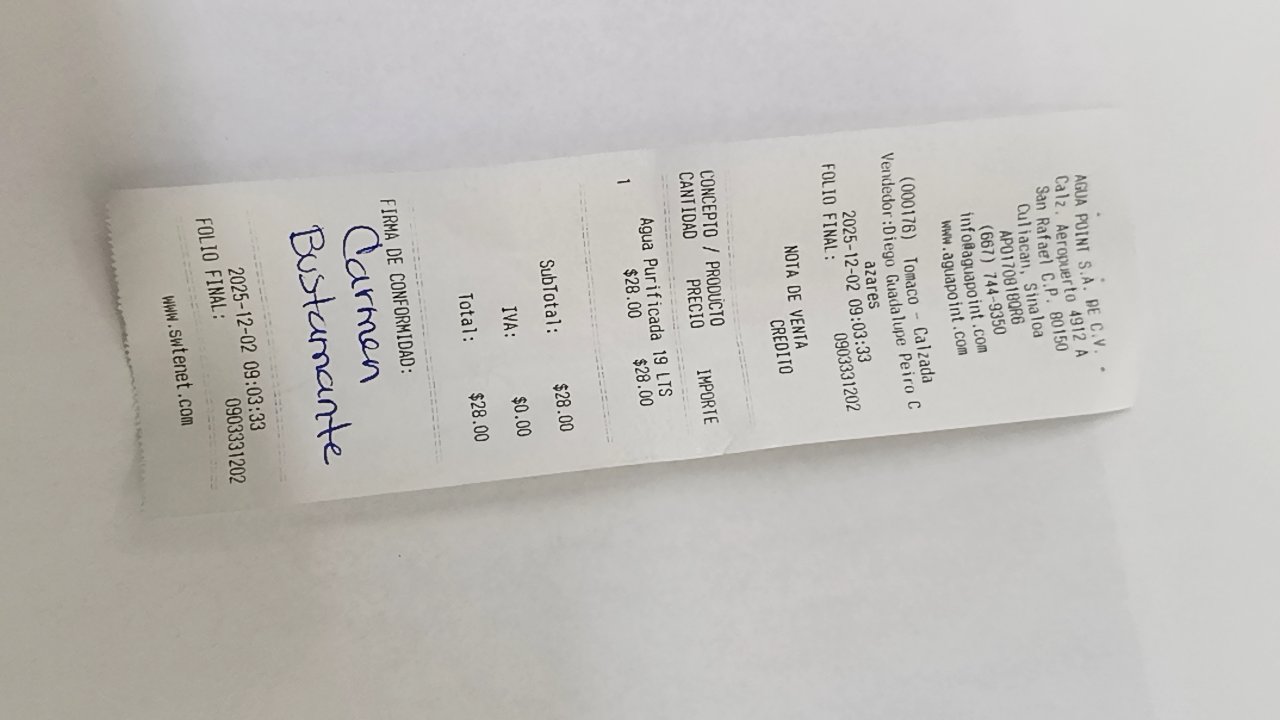 AGUA POINT S.A. DE C.V.
Calz. Aeropuerto 4912 A
San Rafael C.P. 80150
Culiacan, Sinaloa
APO170818QR6
(667) 744-9350
info@aguapoint.com
www.aguapoint.com
(000176) Tomaco - Calzada
Vendedor:Diego Guadalupe Peiro C
azares
2025-12-02 09:03:33
FOLIO FINAL: 0903331202
NOTA DE VENTA
CREDITO
CONCEPTO / PRODUCTO
CANTIDAD PRECIO IMPORTE
Agua Purificada 19 LTS
1 $28.00 $28.00
SubTotal: $28.00
IVA: $0.00
Total: $28.00
FIRMA DE CONFORMIDAD:
Carmen
Bustamante
2025-12-02 09:03:33
FOLIO FINAL: 0903331202
www.swtenet.com